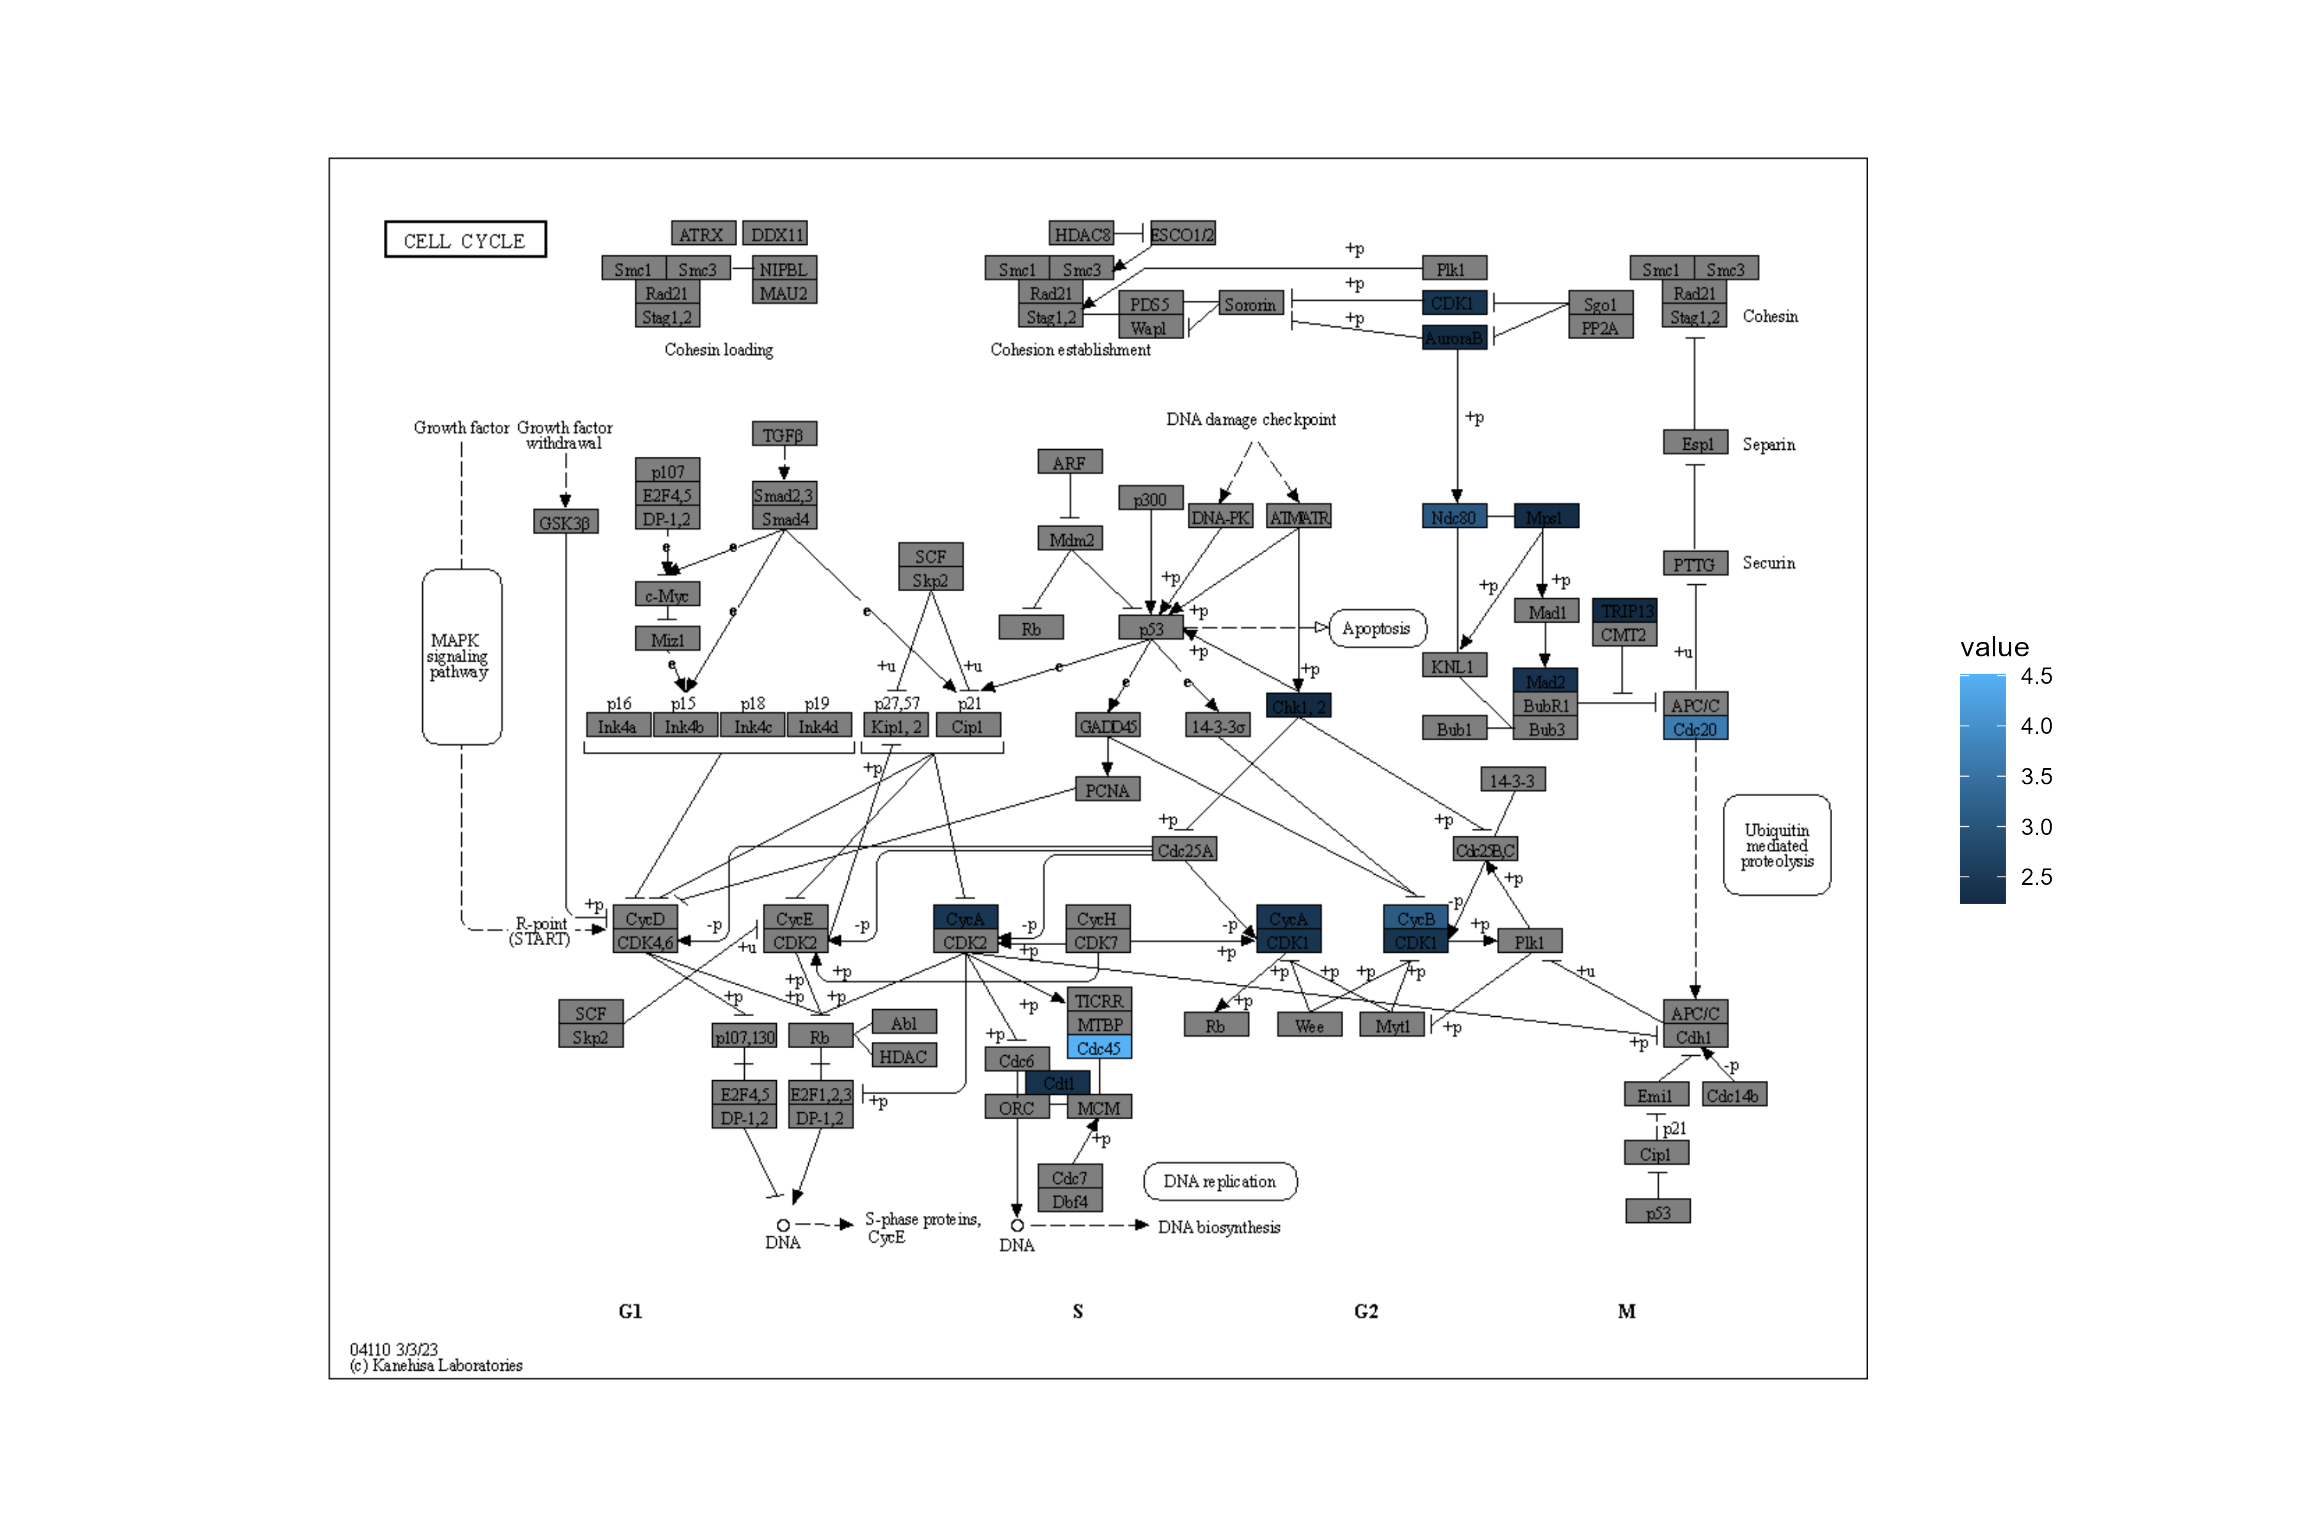 CELL CYCLE
ATRX DDX11
Smc1 Smc3 NIPBL
Rad21 MAU2
Stag1,2
Cohesin loading
HDAC8 ESCO1/2
Smc1 Smc3
Rad21
Stag1,2
PDS5
Wapl
Sororin
Cohesion establishment
+p
Plk1
+p
CDK1
+p
AuroraB
Sgo1
PP2A
Smc1 Smc3
Rad21
Stag1,2
Cohesin
Growth factor
Growth factor
withdrawal
GSK3β
TGFβ
p107
E2F4,5
DP-1,2
Smad2,3
Smad4
e e
c-Myc
Miz1
e
e
e
SCF
Skp2
+u +u
ARF
Mdm2
Rb
p300
DNA damage checkpoint
DNA-PK
ATM/ATR
+p
+p
p53
+p
+p
Apoptosis
e e e
+p
Ndc80 Mps1
+p +p
Mad1
TRIP13
CMT2
KNL1
Mad2
BubR1
Bub3
Bub1
Esp1 Separin
PTTG Securin
+u
APC/C
Cdc20
MAPK
signaling
pathway
p16 p15 p18 p19
Ink4a Ink4b Ink4c Ink4d
p27,57 p21
Kip1, 2 Cip1
GADD45 14-3-3σ
Chk1, 2
+p
PCNA
14-3-3
+p
Cdc25A
+p
Cdc25B,C
Ubiquitin
mediated
proteolysis
R-point
(START)
+p
CycD
CDK4,6
-p
CycE
CDK2
-p
+u
CycA
CDK2
-p
+p
CycH
CDK7
-p
+p
CycA
CDK1
CycB
CDK1
-p
+p
+p
Plk1
+u
+p
+p
+p
+p
+p
+p
+p
+p
+p
+p
SCF
Skp2
p107,130
Rb
Abl
HDAC
E2F4,5
DP-1,2
E2F1,2,3
DP-1,2
+p
+p
+p
TICRR
MTBP
Cdc45
Cdc6
Cdt1
ORC MCM
+p
Cdc7
Dbf4
Rb
Wee
Myt1
+p
+p
APC/C
Cdh1
-p
Emi1 Cdc14b
p21
Cip1
p53
DNA replication
DNA
S-phase proteins,
CycE
DNA
DNA biosynthesis
G1 S G2 M
04110 3/3/23
(c) Kanehisa Laboratories
value
4.5
4.0
3.5
3.0
2.5